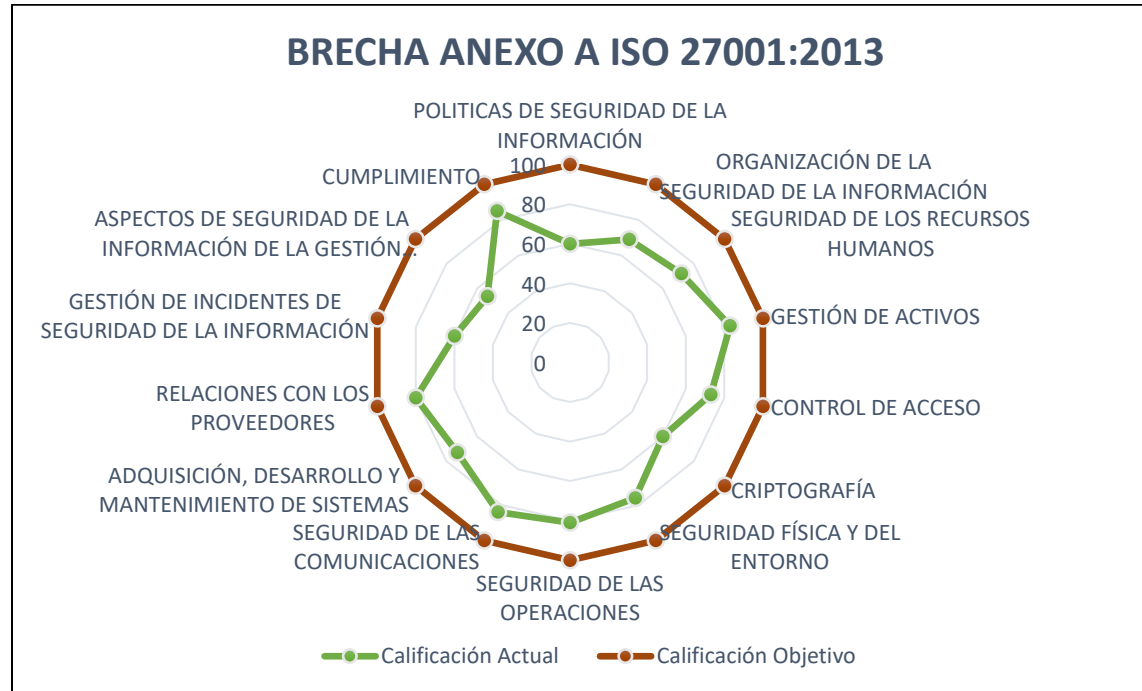 BRECHA ANEXO A ISO 27001:2013
POLITICAS DE SEGURIDAD DE LA
INFORMACIÓN
ORGANIZACIÓN DE LA
SEGURIDAD DE LA INFORMACIÓN
SEGURIDAD DE LOS RECURSOS
HUMANOS
GESTIÓN DE ACTIVOS
CONTROL DE ACCESO
CRIPTOGRAFÍA
SEGURIDAD FÍSICA Y DEL
ENTORNO
SEGURIDAD DE LAS
OPERACIONES
SEGURIDAD DE LAS
COMUNICACIONES
ADQUISICIÓN, DESARROLLO Y
MANTENIMIENTO DE SISTEMAS
RELACIONES CON LOS
PROVEEDORES
GESTIÓN DE INCIDENTES DE
SEGURIDAD DE LA INFORMACIÓN
ASPECTOS DE SEGURIDAD DE LA
INFORMACIÓN DE LA GESTIÓN...
CUMPLIMIENTO
100
80
60
40
20
0
Calificación Actual
Calificación Objetivo